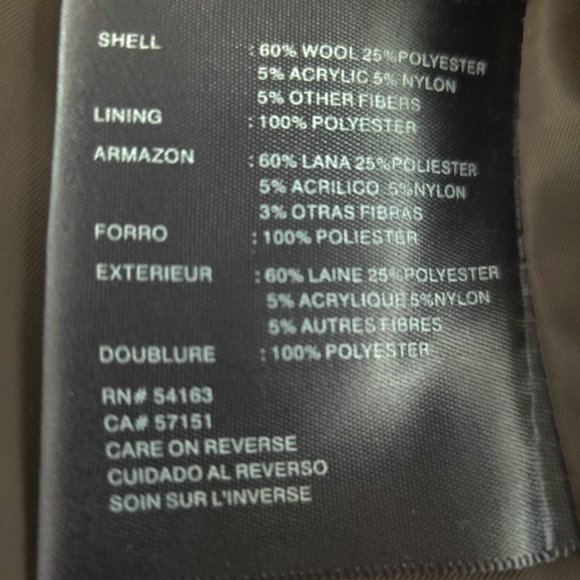 SHELL : 60% WOOL 25%POLYESTER
5% ACRYLIC 5% NYLON
5% OTHER FIBERS
LINING : 100% POLYESTER
ARMAZON : 60% LANA 25%POLIESTER
5% ACRILICO 5%NYLON
3% OTRAS FIBRAS
FORRO : 100% POLIESTER
EXTERIEUR : 60% LAINE 25%POLYESTER
5% ACRYLIQUE 5%NYLON
5% AUTRES FIBRES
DOUBLURE : 100% POLYESTER
RN# 54163
CA# 57151
CARE ON REVERSE
CUIDADO AL REVERSO
SOIN SUR L'INVERSE